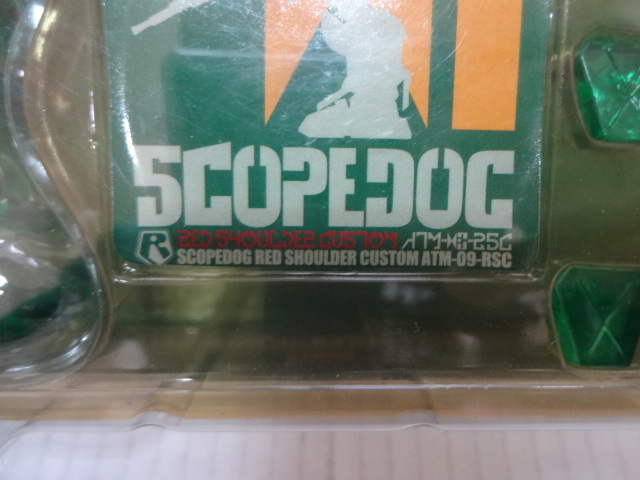 SCOPEDOG
RED SHOULDER CUSTOM ATM-09-RSC
R SCOPEDOG RED SHOULDER CUSTOM ATM-09-RSC